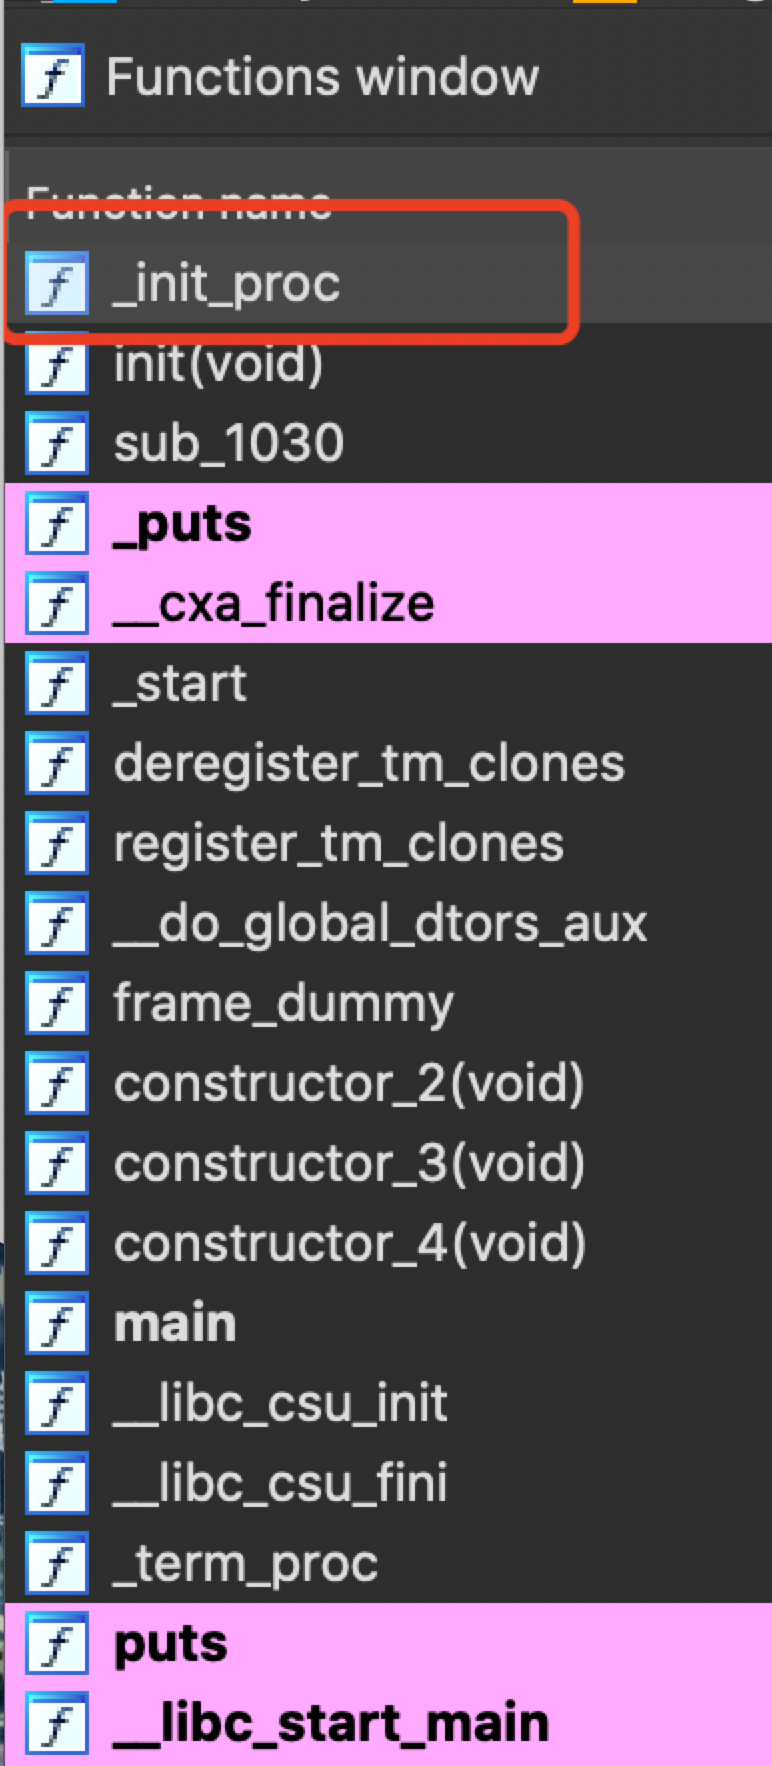 Functions window
Function name
_init_proc
init(void)
sub_1030
_puts
__cxa_finalize
_start
deregister_tm_clones
register_tm_clones
__do_global_dtors_aux
frame_dummy
constructor_2(void)
constructor_3(void)
constructor_4(void)
main
__libc_csu_init
__libc_csu_fini
_term_proc
puts
__libc_start_main